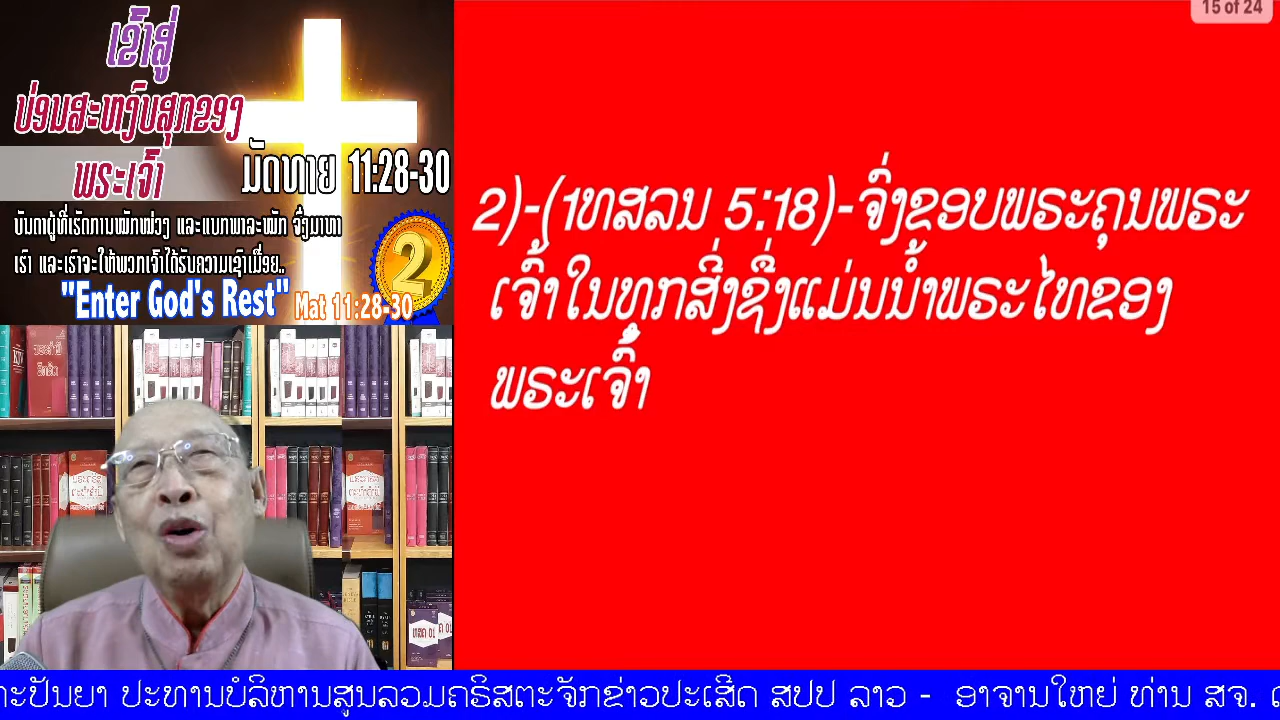 ເຂົ້າສູ່
ບ່ອນສະຫງົບສຸກຂອງ
ພຣະເຈົ້າ
ມັດທາຍ 11:28-30
ບັນດາຜູ້ທີ່ເຮັດການໜັກໜ່ວງ ແລະແບກພາລະໜັກ ຈົ່ງມາຫາ
ເຮົາ ແລະເຮົາຈະໃຫ້ພວກເຈົ້າໄດ້ຮັບຄວາມເຊົາເມື່ອຍ..
2
"Enter God's Rest" Mat 11:28-30
15 of 24
2)-(1ທສລນ 5:18)-ຈົ່ງຂອບພຣະຄຸນພຣະ
ເຈົ້າໃນທຸກສິ່ງຊື່ງແມ່ນນ້ຳພຣະໄທຂອງ
ພຣະເຈົ້າ
ຕະປັນຍາ ປະທານບໍລິຫານສູນລວມຄຣິສຕະຈັກຂ່າວປະເສີດ ສປປ ລາວ - ອາຈານໃຫຍ່ ທ່ານ ສຈ.